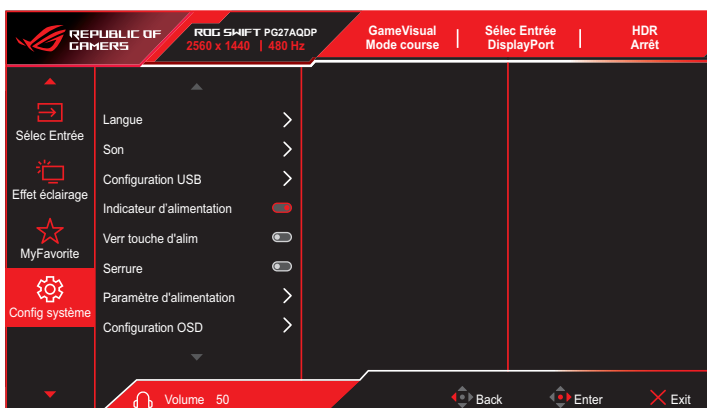 REPUBLIC OF
GAMERS
ROG SWIFT PG27AQDP
2560 x 1440 | 480 Hz
GameVisual
Mode course
Sélec Entrée
DisplayPort
HDR
Arrêt
Sélec Entrée
Effet éclairage
MyFavorite
Config système
Langue
Son
Configuration USB
Indicateur d'alimentation
Verr touche d'alim
Serrure
Paramètre d'alimentation
Configuration OSD
Volume 50
Back
Enter
Exit